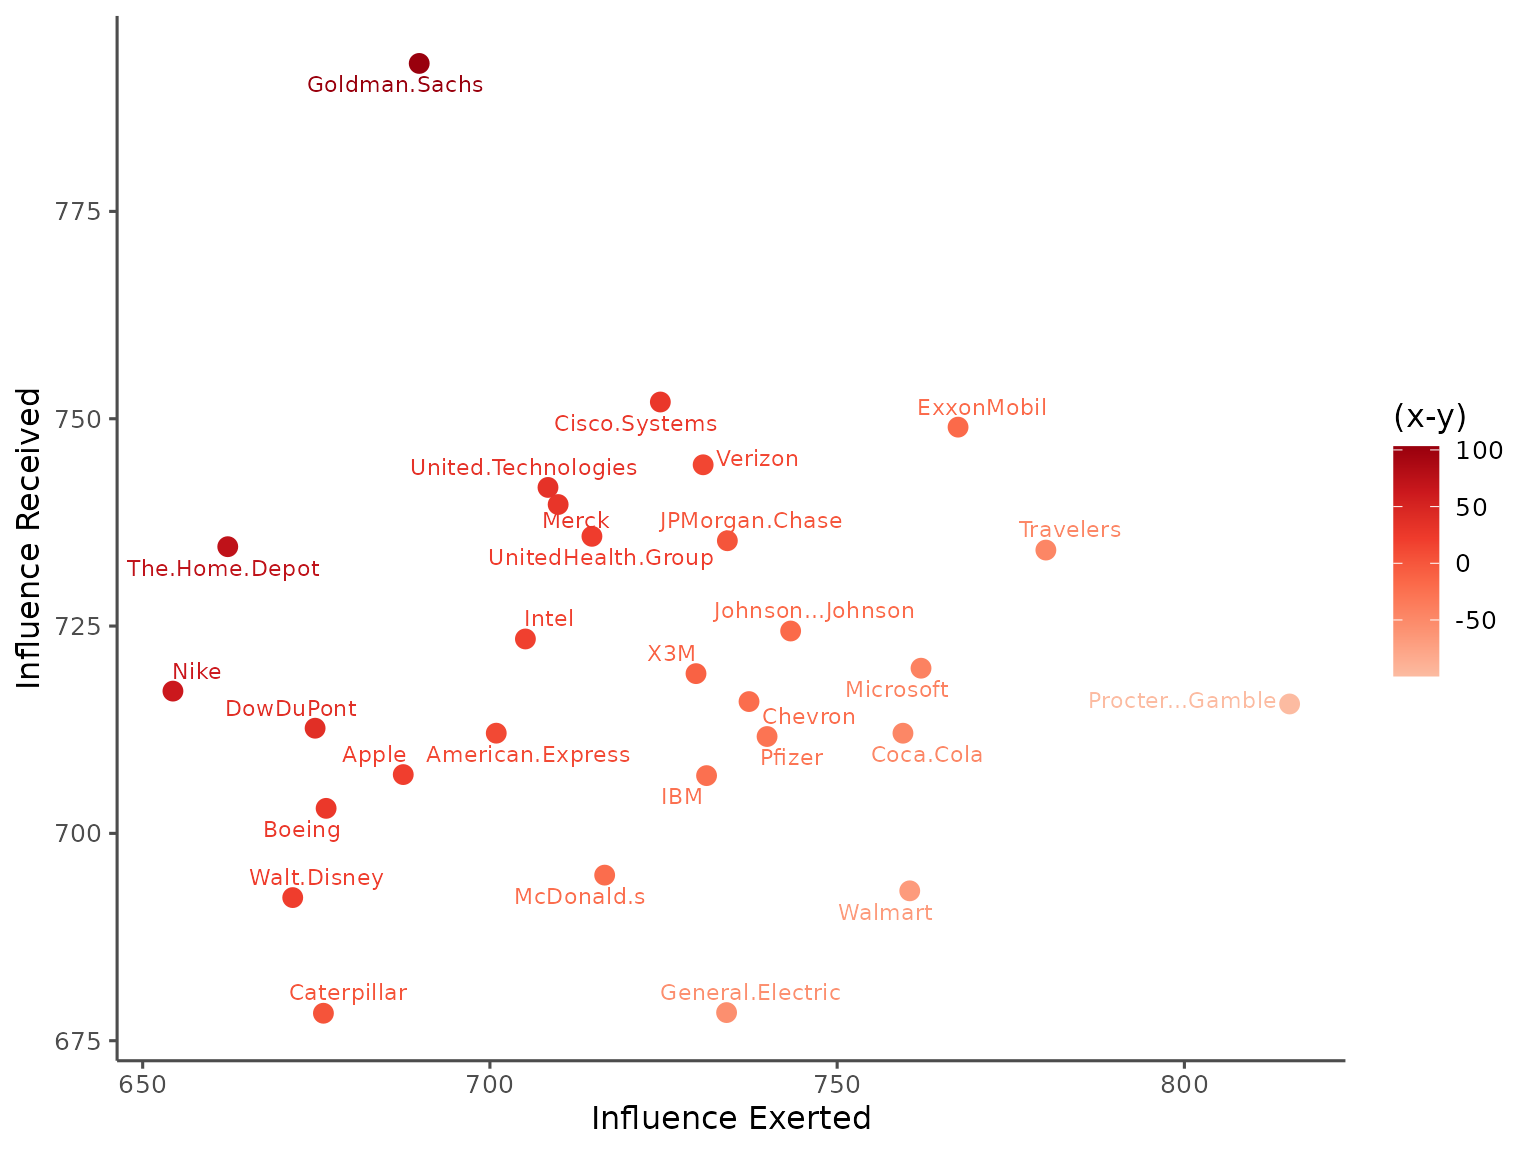 Goldman.Sachs
775
Influence Received
750
ExxonMobil
(x-y)
Cisco.Systems
100
Verizon
United.Technologies
50
Merck
JPMorgan.Chase
Travelers
UnitedHealth.Group
0
The.Home.Depot
Johnson...Johnson
Intel
-50
725
X3M
Nike
Microsoft
Procter...Gamble
DowDuPont
Chevron
Apple
American.Express
Pfizer
Coca.Cola
IBM
Boeing
700
Walt.Disney
McDonald.s
Walmart
Caterpillar
General.Electric
675
650
700
750
800
Influence Exerted